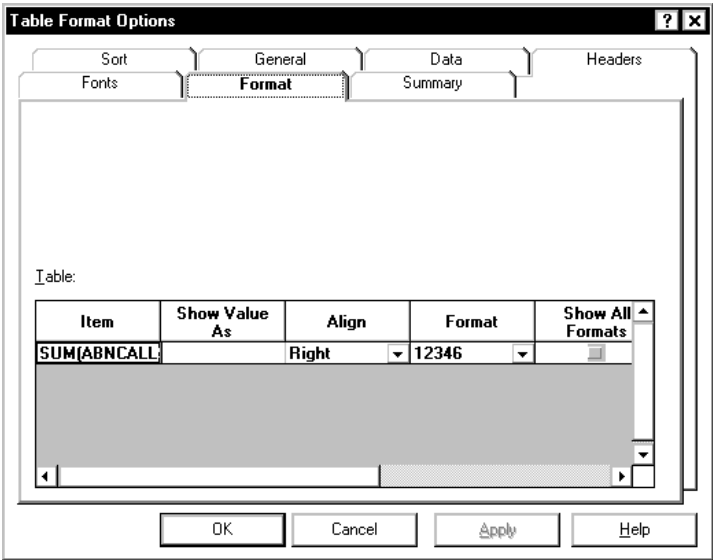 Table Format Options
Sort General Data Headers
Fonts Format Summary
Table:
Item Show Value As Align Format Show All Formats
SUM(ABNCALL Right 12346
OK Cancel Apply Help